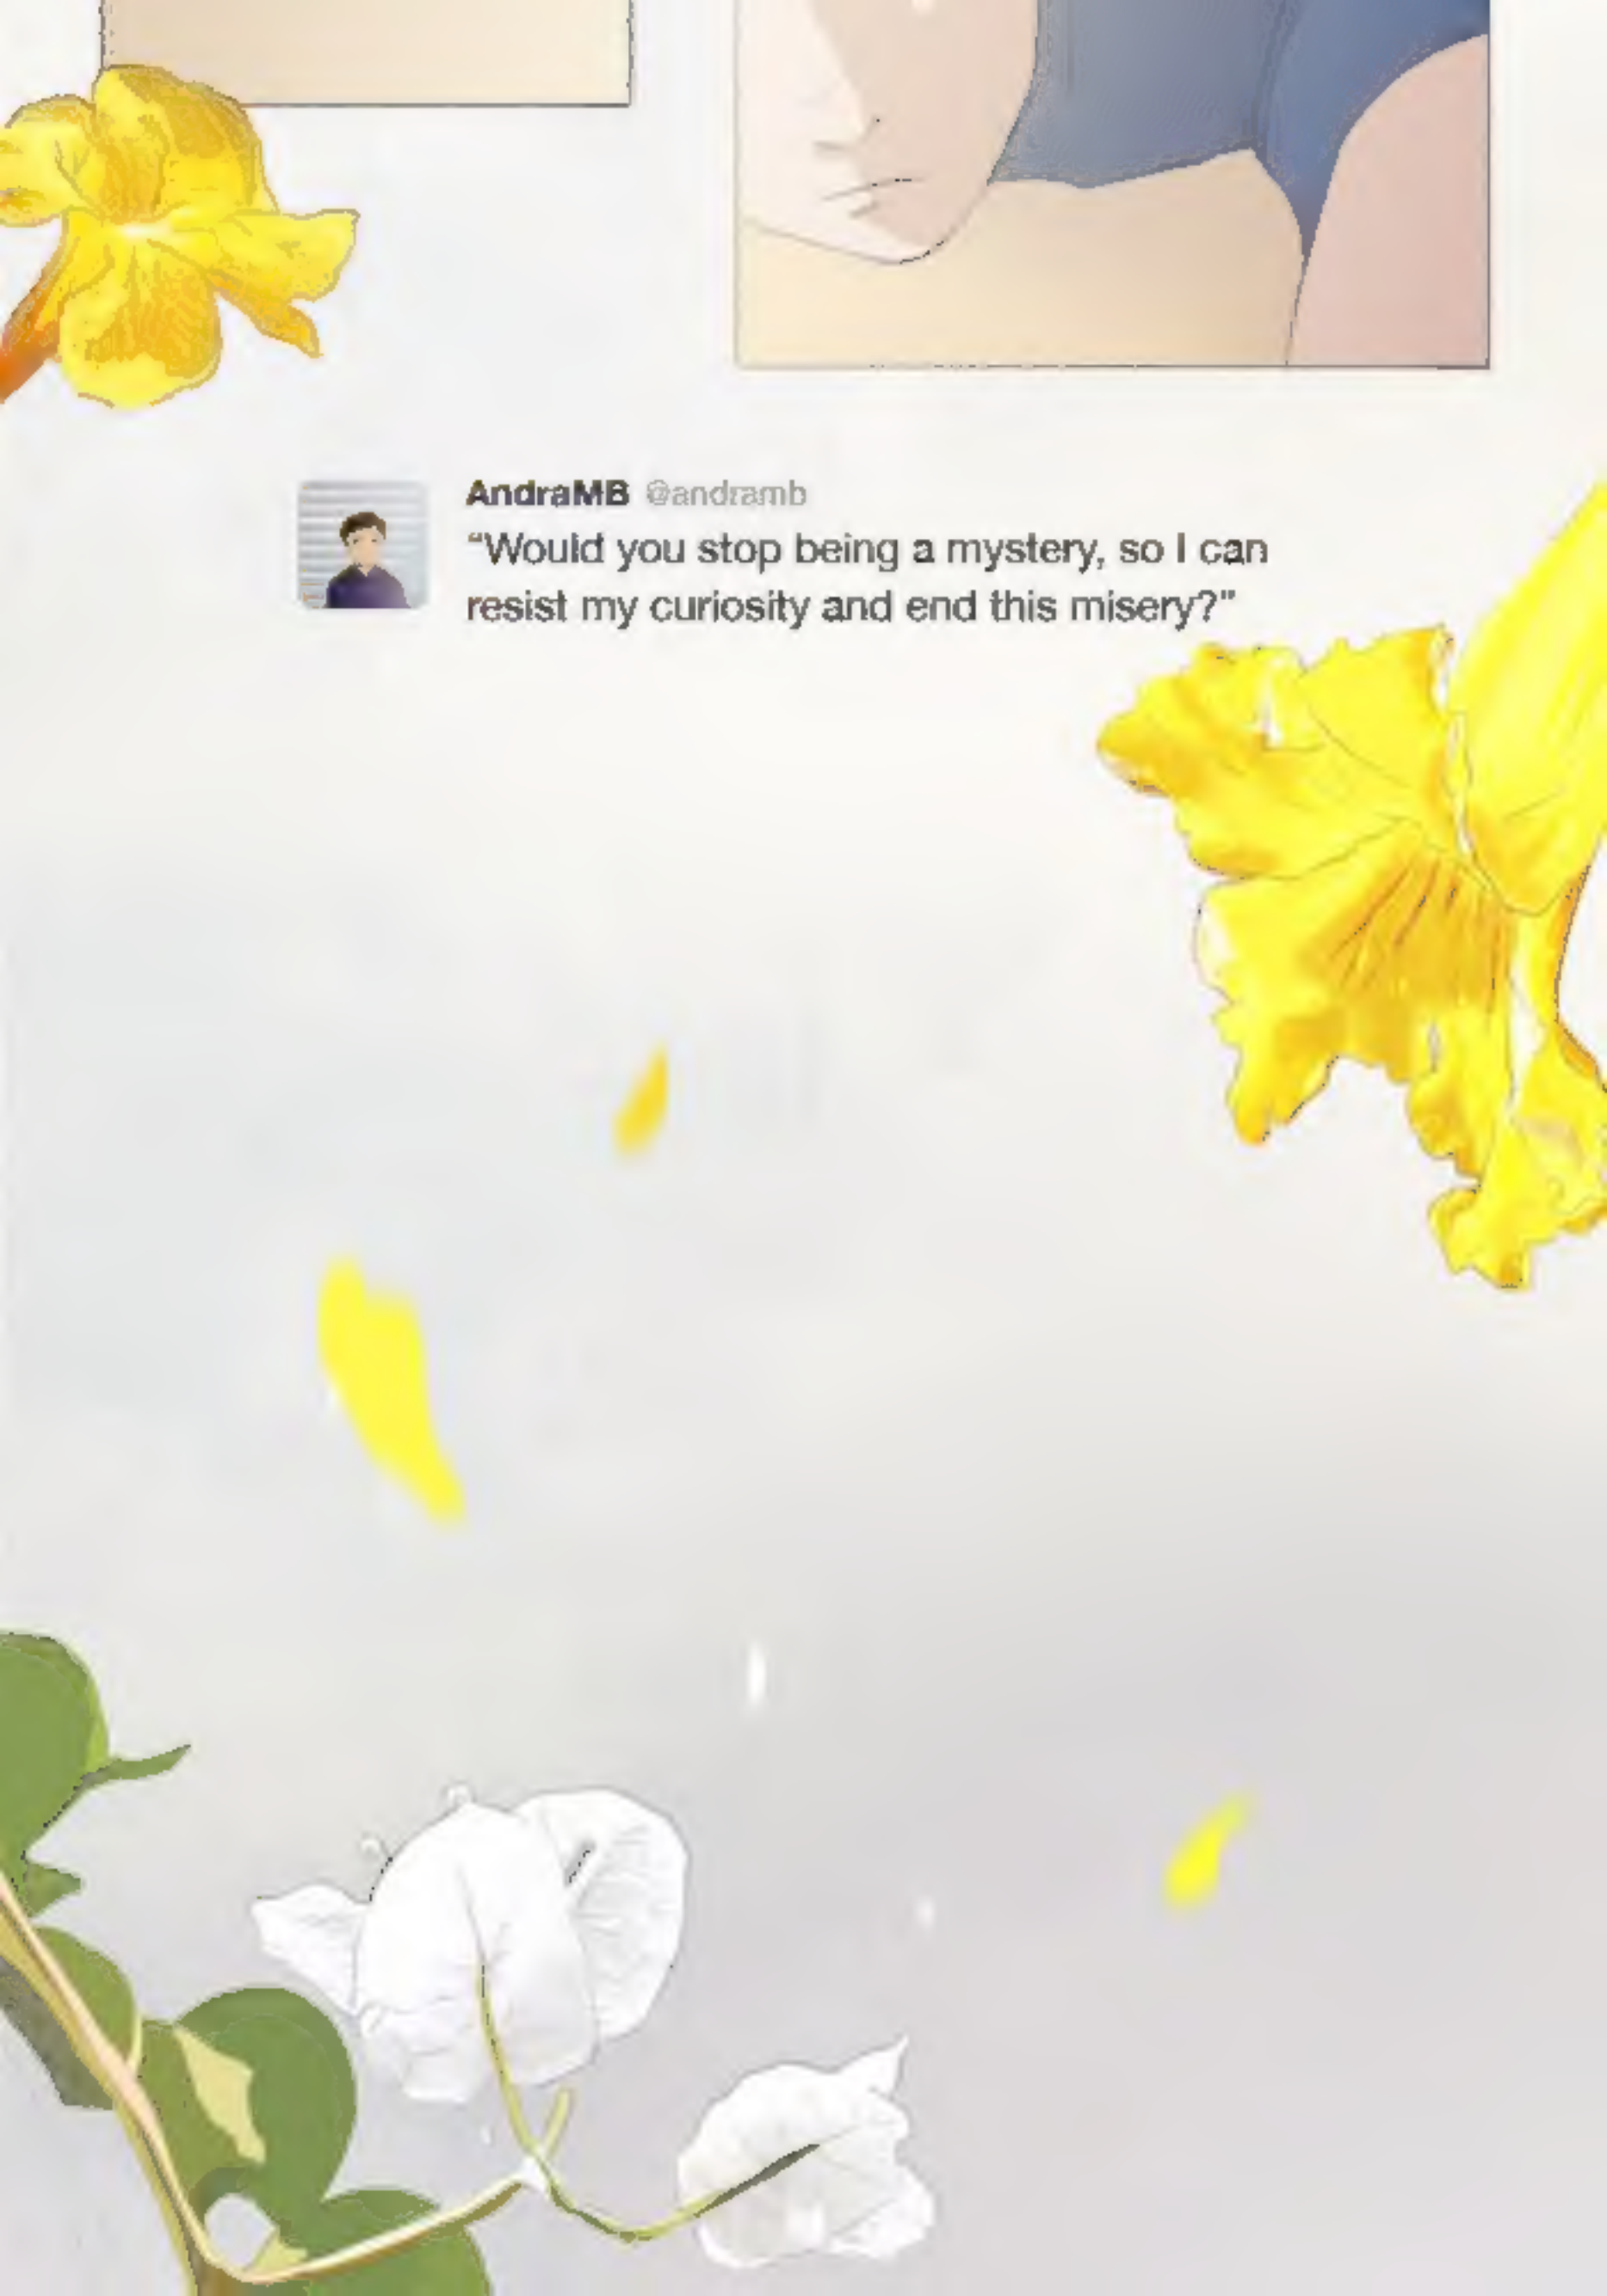 AndraMB @andramb
“Would you stop being a mystery, so I can
resist my curiosity and end this misery?”